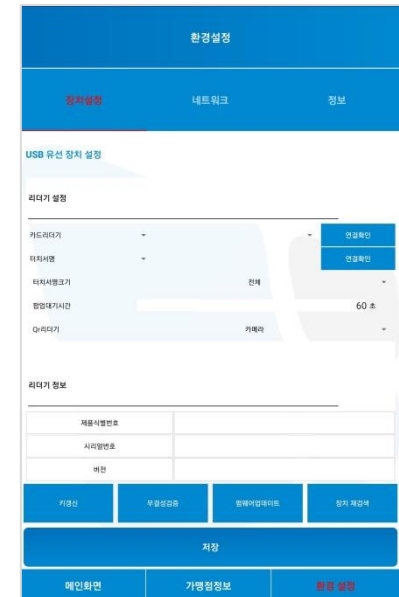 환경설정
장치설정 네트워크 정보
USB 유선 장치 설정
리더기 설정
카드리더기 연결확인
터치서명 연결확인
터치서명크기 전체
팝업대기시간 60 초
Qr리더기 카메라
리더기 정보
제품식별번호
시리얼번호
버전
키갱신 무결성검증 펌웨어업데이트 장치 재검색
저장
메인화면 가맹점정보 환경 설정